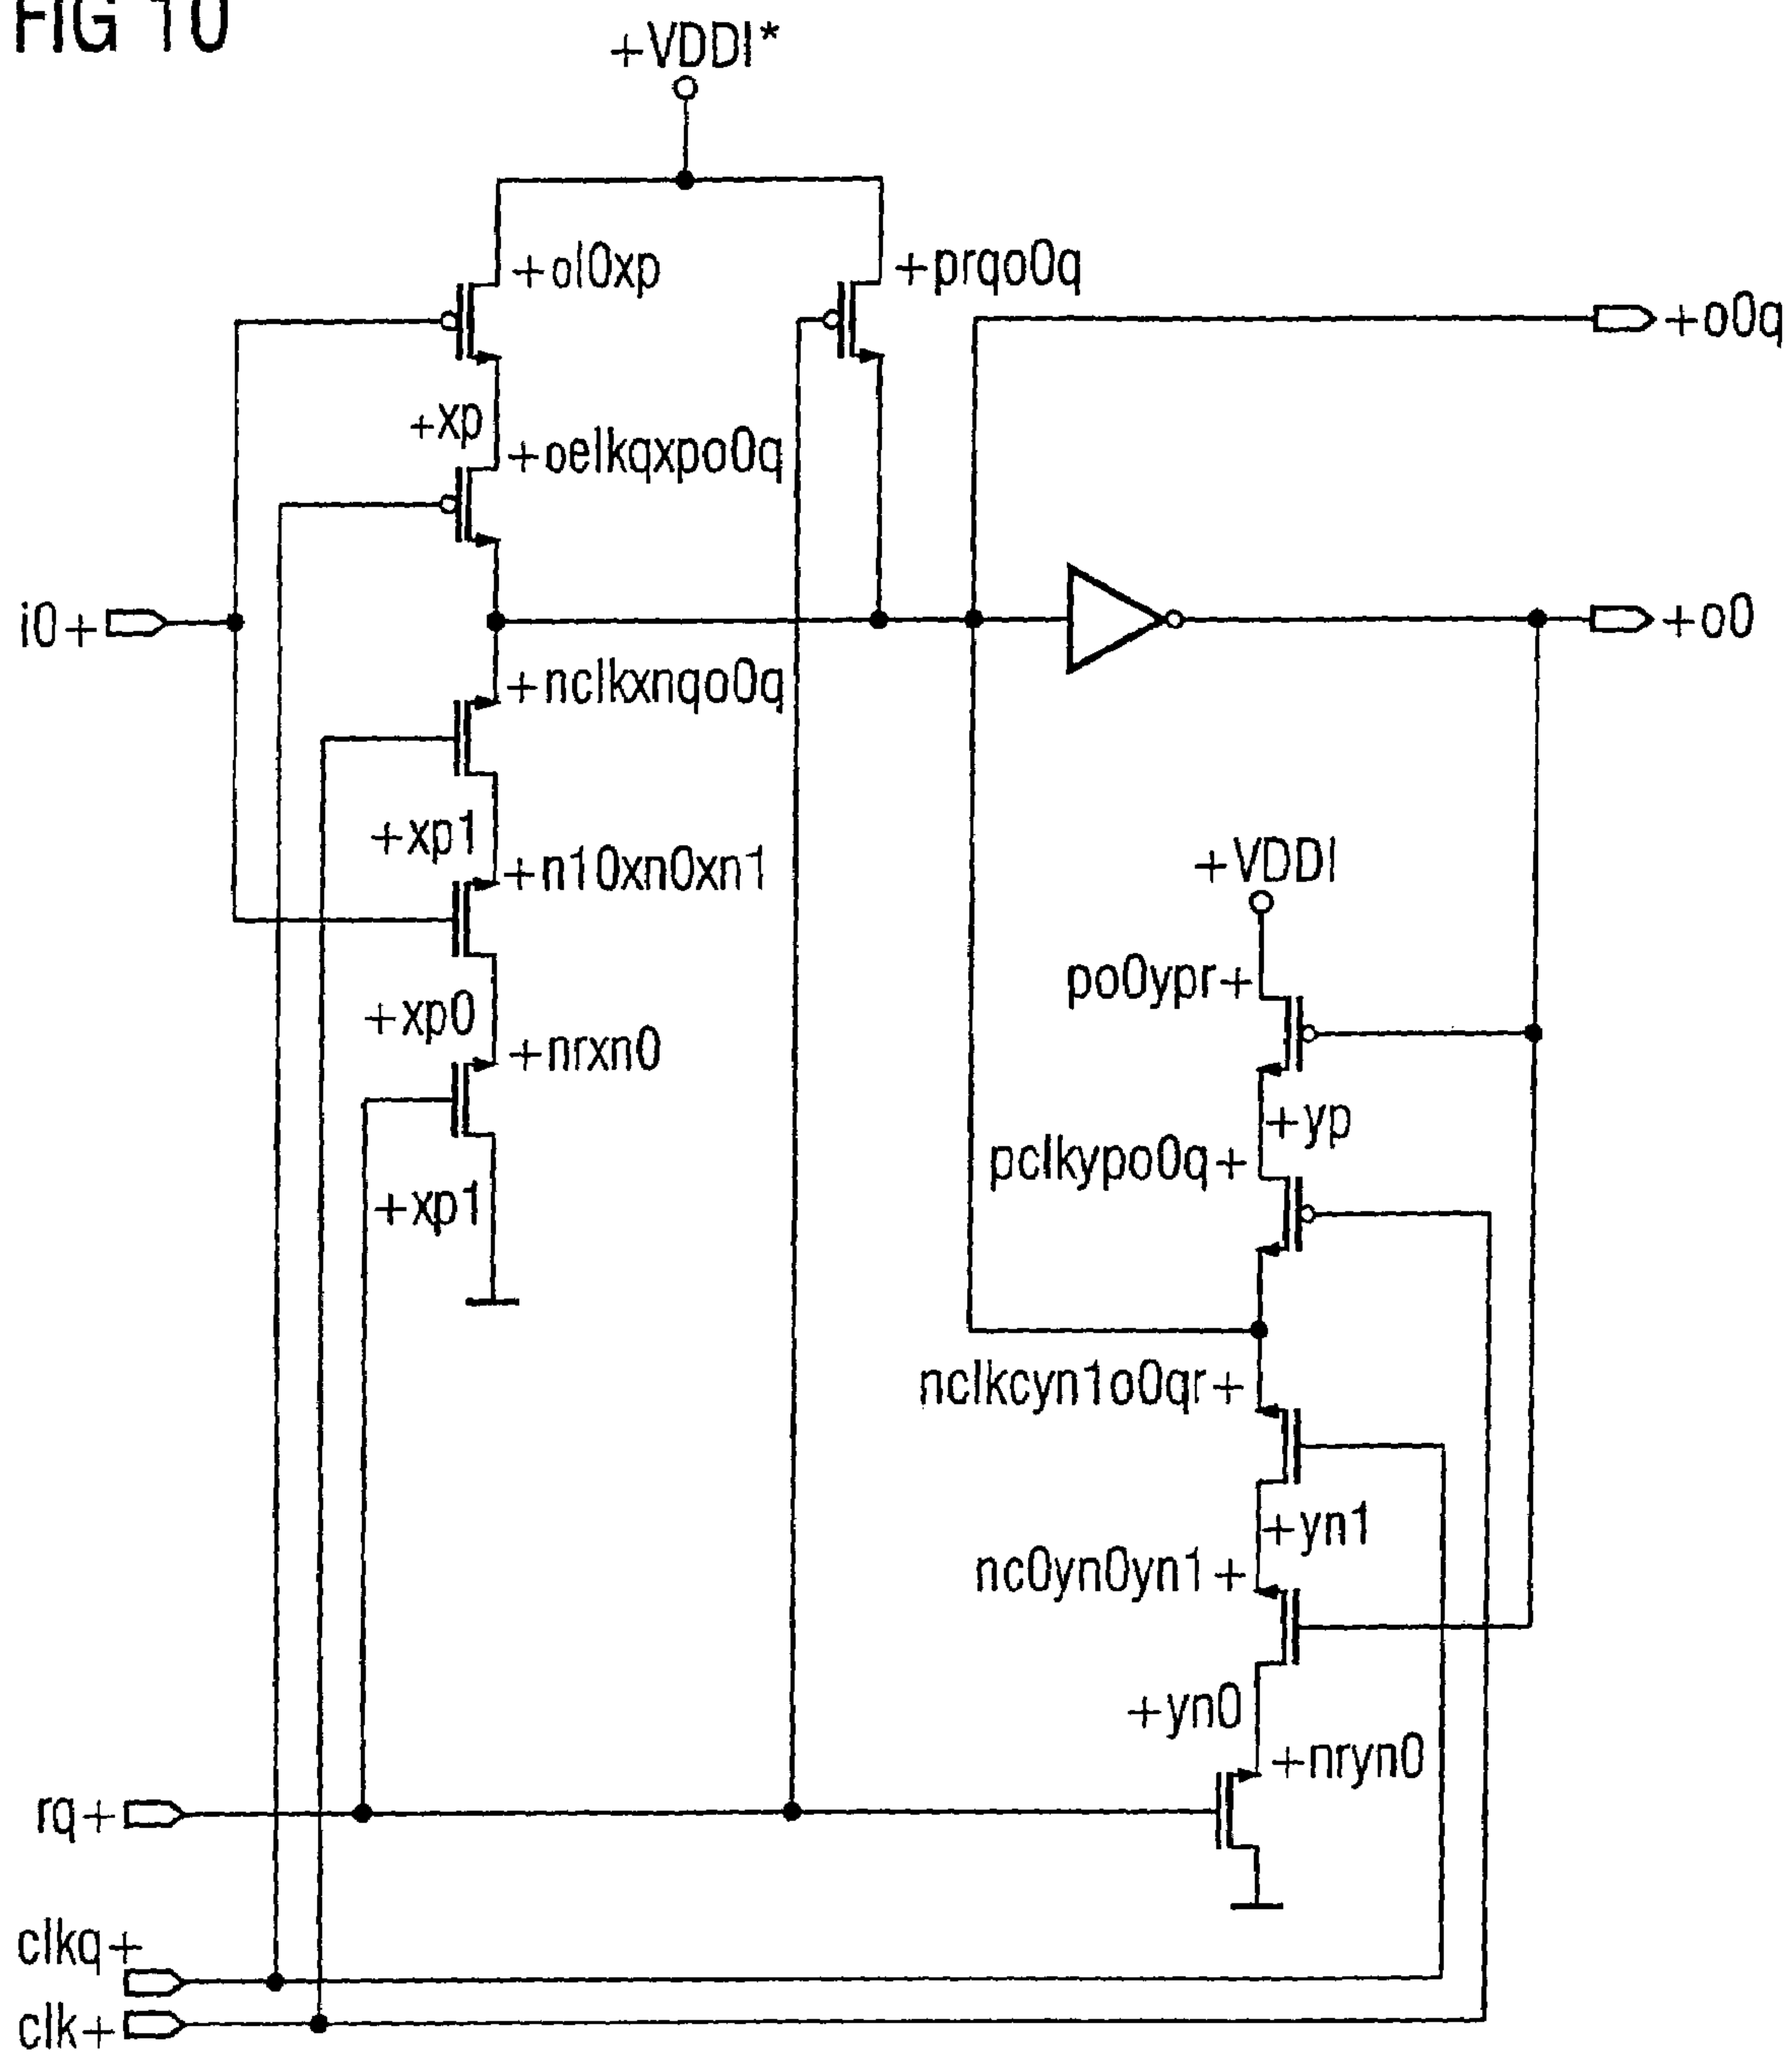 FIG 10
+VDDI*
+ol0xp
+prqo0q
+o0q
+xp
+oelkqxpo0q
i0+
+o0
+nclkxnqo0q
+xp1
+n10xn0xn1
+VDDI
po0ypr+
+xp0
+nrxn0
+yp
pclkypo0q+
+xp1
nclkcyn1o0qr+
+yn1
nc0yn0yn1+
+yn0
+nryn0
rq+
clkq+
clk+